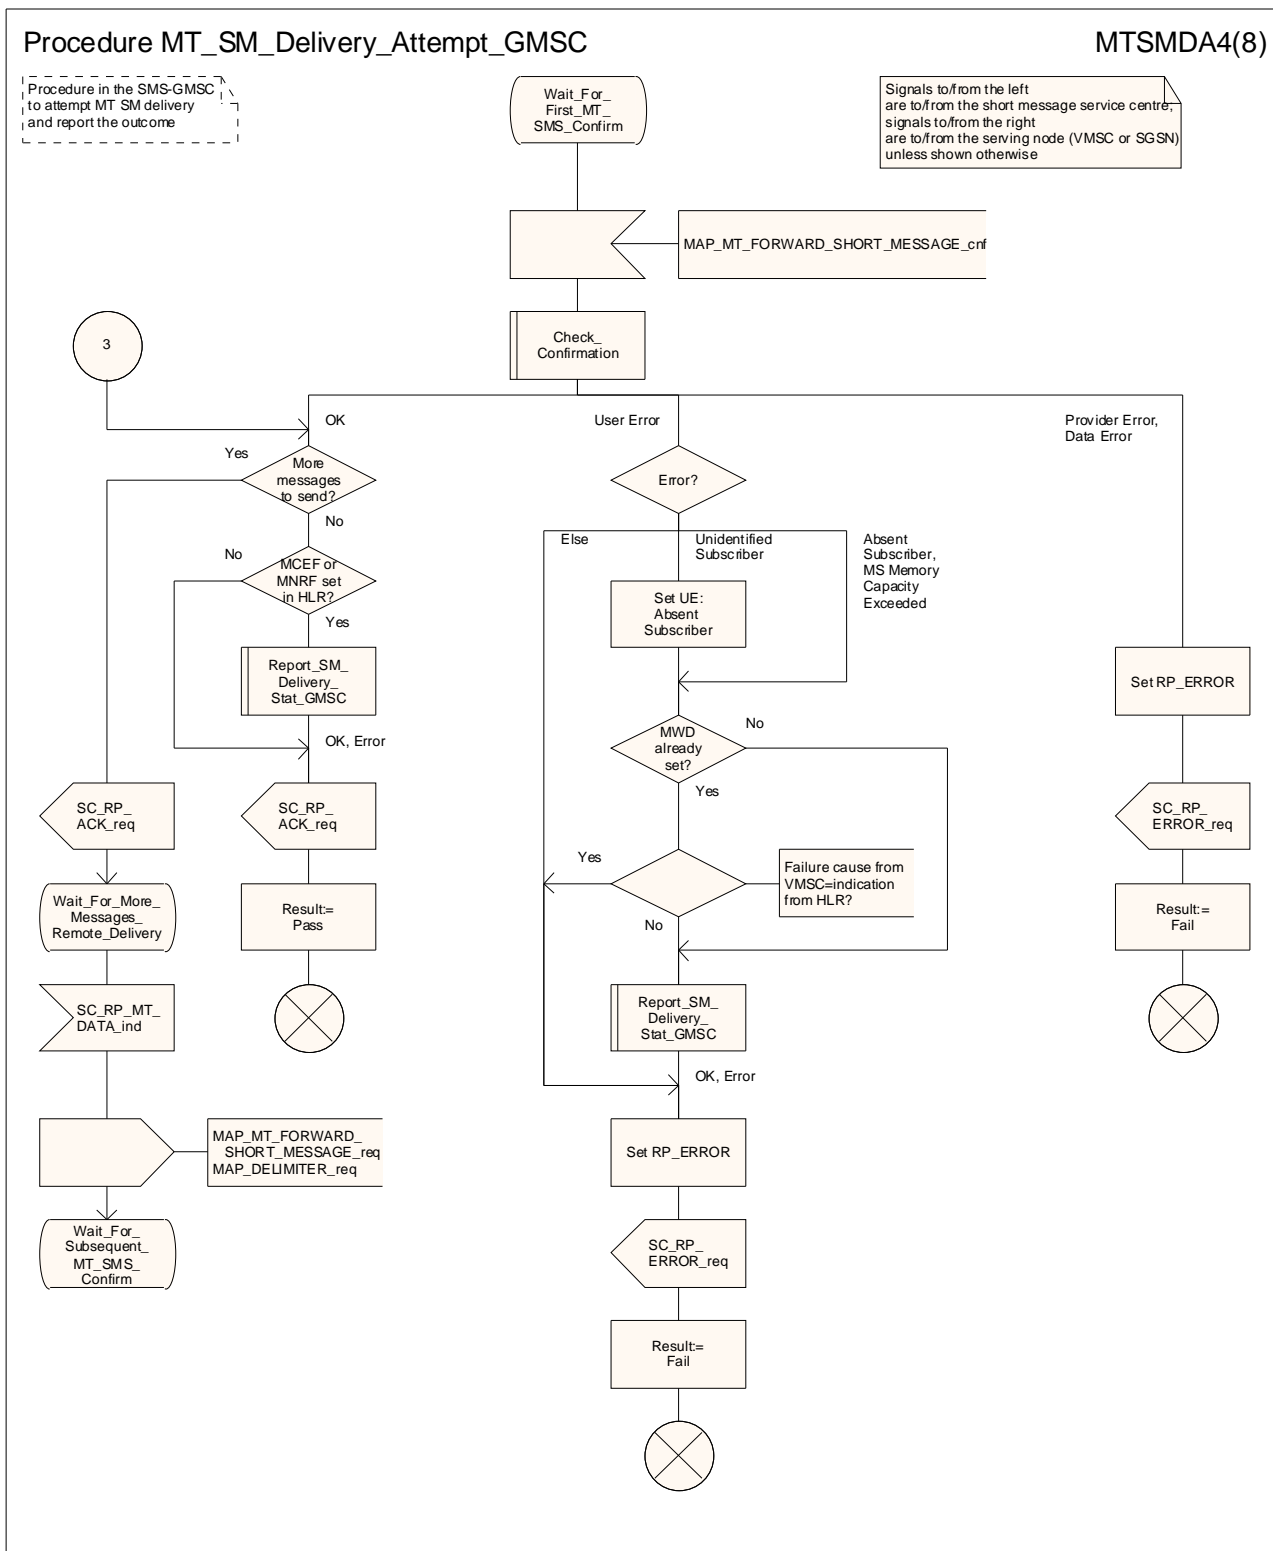 Procedure MT_SM_Delivery_Attempt_GMSC
MTSMDA4(8)
Procedure in the SMS-GMSC
to attempt MT SM delivery
and report the outcome
Wait_For_
First_MT_
SMS_Confirm
Signals to/from the left
are to/from the short message service centre;
signals to/from the right
are to/from the serving node (VMSC or SGSN)
unless shown otherwise
MAP_MT_FORWARD_SHORT_MESSAGE_cnf
Check_
Confirmation
3
OK
User Error
Provider Error,
Data Error
Yes
More
messages
to send?
Error?
No
Else
Unidentified
Subscriber
Absent
Subscriber,
MS Memory
Capacity
Exceeded
No
MCEF or
MNRF set
in HLR?
Yes
Set UE:
Absent
Subscriber
Report_SM_
Delivery_
Stat_GMSC
Set RP_ERROR
OK, Error
MWD
already
set?
No
Yes
SC_RP_
ACK_req
SC_RP_
ACK_req
SC_RP_
ERROR_req
Yes
Failure cause from
VMSC=indication
from HLR?
No
Wait_For_More_
Messages_
Remote_Delivery
Result:=
Pass
Result:=
Fail
SC_RP_MT_
DATA_ind
Report_SM_
Delivery_
Stat_GMSC
OK, Error
MAP_MT_FORWARD_
SHORT_MESSAGE_req
MAP_DELIMITER_req
Set RP_ERROR
Wait_For_
Subsequent_
MT_SMS_
Confirm
SC_RP_
ERROR_req
Result:=
Fail